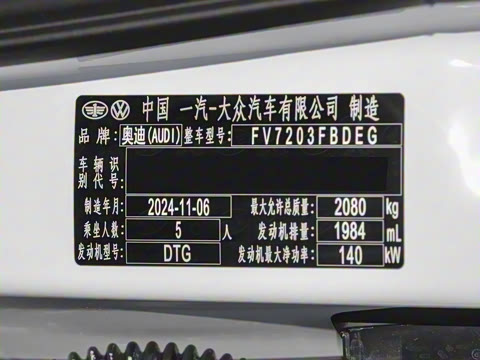 中国 一汽-大众汽车有限公司 制造
品牌: 奥迪(AUDI) 整车型号: FV7203FBDEG
车辆识别代号:
制造年月: 2024-11-06 最大允许总质量: 2080 kg
乘坐人数: 5 人 发动机排量: 1984 mL
发动机型号: DTG 发动机最大净功率: 140 kW